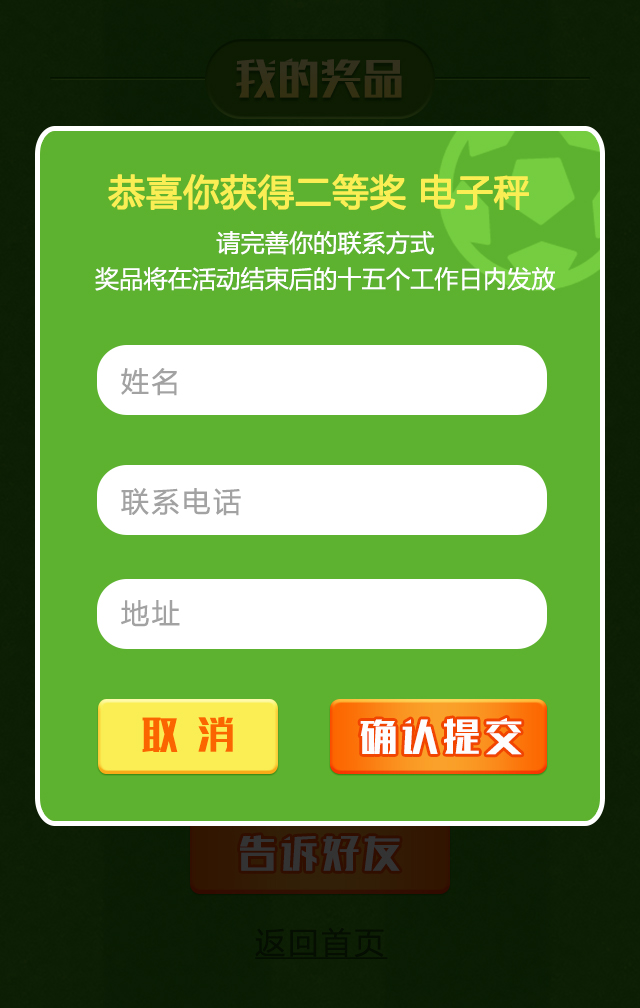 我的奖品
恭喜你获得二等奖 电子秤
请完善你的联系方式
奖品将在活动结束后的十五个工作日内发放
姓名
联系电话
地址
取消
确认提交
告诉好友
返回首页